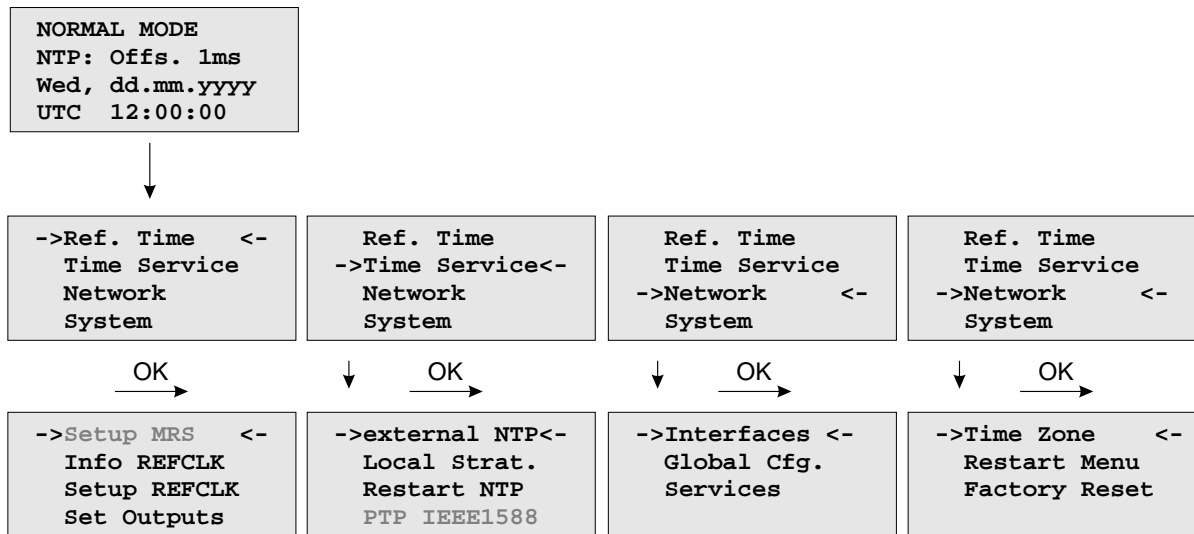 NORMAL MODE
NTP: Offs. 1ms
Wed, dd.mm.yyyy
UTC 12:00:00
->Ref. Time <-
Time Service
Network
System
Ref. Time
->Time Service<-
Network
System
Ref. Time
Time Service
->Network <-
System
Ref. Time
Time Service
->Network <-
System
OK
OK
OK
OK
->Setup MRS <-
Info REFCLK
Setup REFCLK
Set Outputs
->external NTP<-
Local Strat.
Restart NTP
PTP IEEE1588
->Interfaces <-
Global Cfg.
Services
->Time Zone <-
Restart Menu
Factory Reset